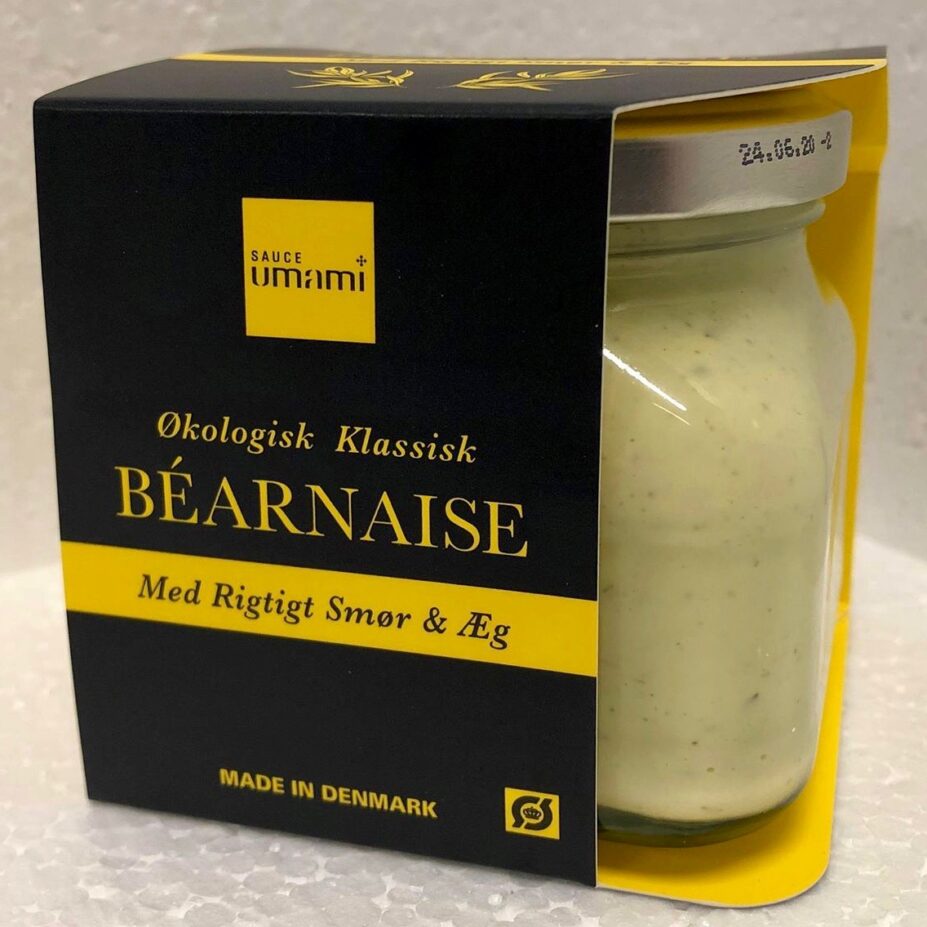 24.06.20 -2
SAUCE
umami
Økologisk Klassisk
BÉARNAISE
Med Rigtigt Smør & Æg
MADE IN DENMARK